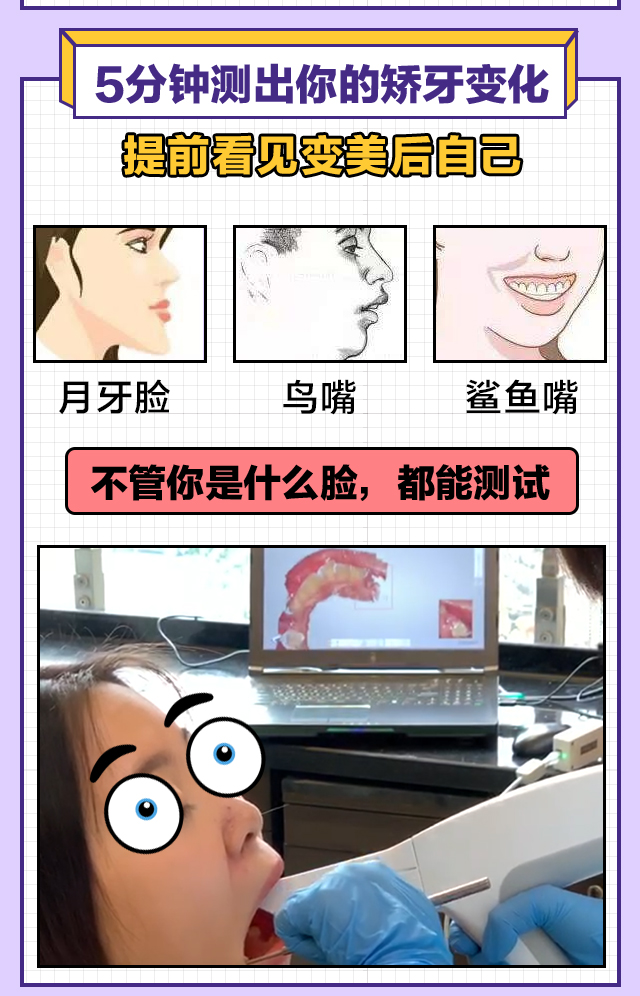 5分钟测出你的矫牙变化
提前看见变美后自己
月牙脸
鸟嘴
鲨鱼嘴
不管你是什么脸，都能测试